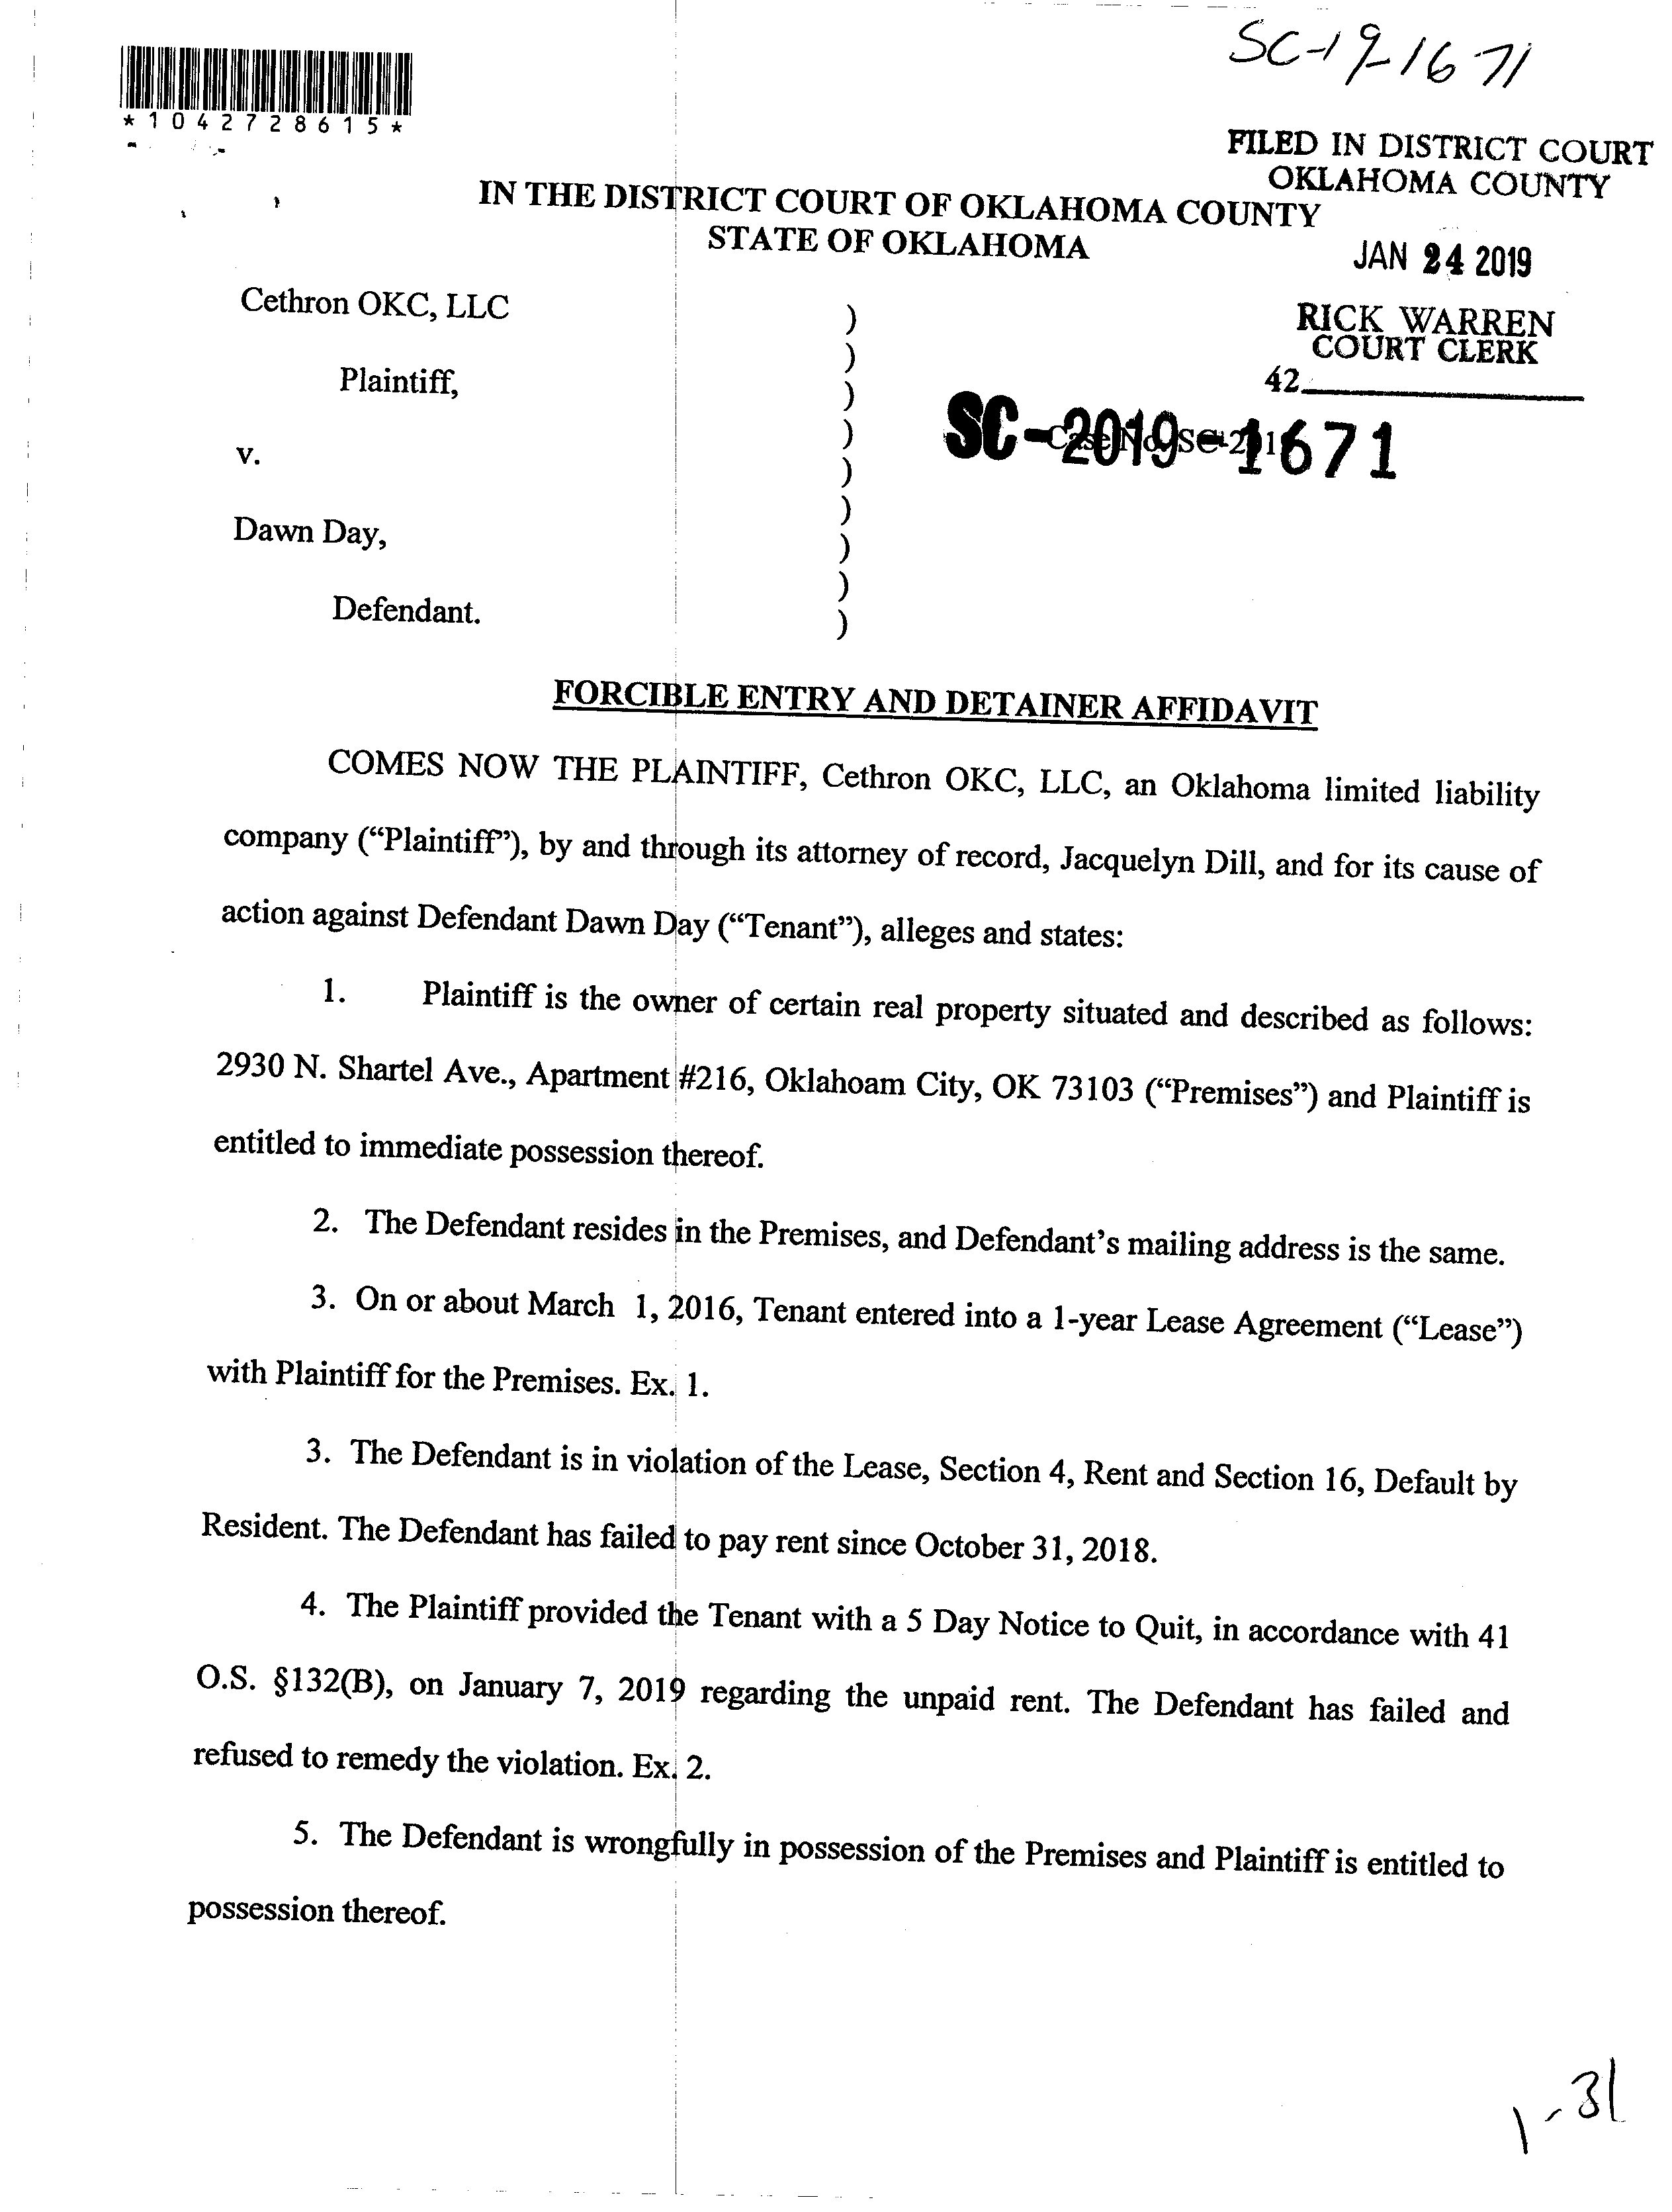 SC-19-1671
*1042728615*
FILED IN DISTRICT COURT
OKLAHOMA COUNTY
IN THE DISTRICT COURT OF OKLAHOMA COUNTY
STATE OF OKLAHOMA
JAN 24 2019
Cethron OKC, LLC
)
RICK WARREN
COURT CLERK
)
Plaintiff,
)
42
)
SC-2019-1671
Case No. SC-201
v.
)
)
Dawn Day,
)
)
Defendant.
)
FORCIBLE ENTRY AND DETAINER AFFIDAVIT
COMES NOW THE PLAINTIFF, Cethron OKC, LLC, an Oklahoma limited liability
company (“Plaintiff”), by and through its attorney of record, Jacquelyn Dill, and for its cause of
action against Defendant Dawn Day (“Tenant”), alleges and states:
1. Plaintiff is the owner of certain real property situated and described as follows:
2930 N. Shartel Ave., Apartment #216, Oklahoam City, OK 73103 (“Premises”) and Plaintiff is
entitled to immediate possession thereof.
2. The Defendant resides in the Premises, and Defendant’s mailing address is the same.
3. On or about March 1, 2016, Tenant entered into a 1-year Lease Agreement (“Lease”)
with Plaintiff for the Premises. Ex. 1.
3. The Defendant is in violation of the Lease, Section 4, Rent and Section 16, Default by
Resident. The Defendant has failed to pay rent since October 31, 2018.
4. The Plaintiff provided the Tenant with a 5 Day Notice to Quit, in accordance with 41
O.S. §132(B), on January 7, 2019 regarding the unpaid rent. The Defendant has failed and
refused to remedy the violation. Ex. 2.
5. The Defendant is wrongfully in possession of the Premises and Plaintiff is entitled to
possession thereof.
1-31